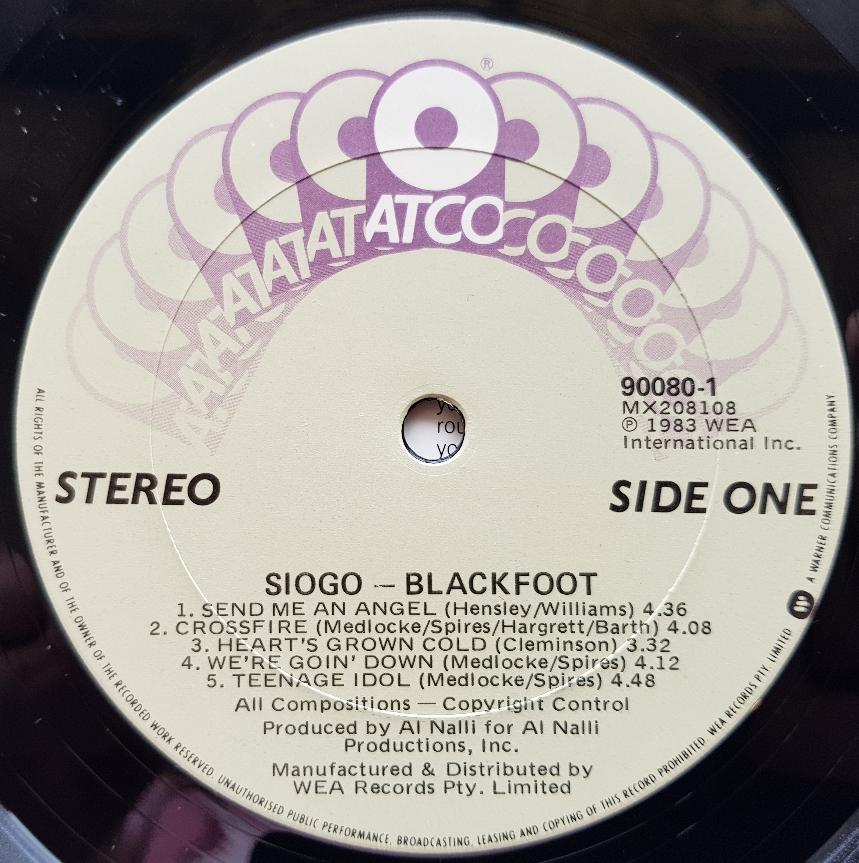 ®
ATCO
90080-1
MX208108
℗ 1983 WEA
International Inc.
STEREO
SIDE ONE
SIOGO — BLACKFOOT
1. SEND ME AN ANGEL (Hensley/Williams) 4.36
2. CROSSFIRE (Medlocke/Spires/Hargrett/Barth) 4.08
3. HEART'S GROWN COLD (Cleminson) 3.32
4. WE'RE GOIN' DOWN (Medlocke/Spires) 4.12
5. TEENAGE IDOL (Medlocke/Spires) 4.48
All Compositions — Copyright Control
Produced by Al Nalli for Al Nalli
Productions, Inc.
Manufactured & Distributed by
WEA Records Pty. Limited
ALL RIGHTS OF THE MANUFACTURER AND OF THE OWNER OF THE RECORDED WORK RESERVED. UNAUTHORISED PUBLIC PERFORMANCE, BROADCASTING, LEASING AND COPYING OF THIS RECORD PROHIBITED. WEA RECORDS PTY. LIMITED A WARNER COMMUNICATIONS COMPANY.